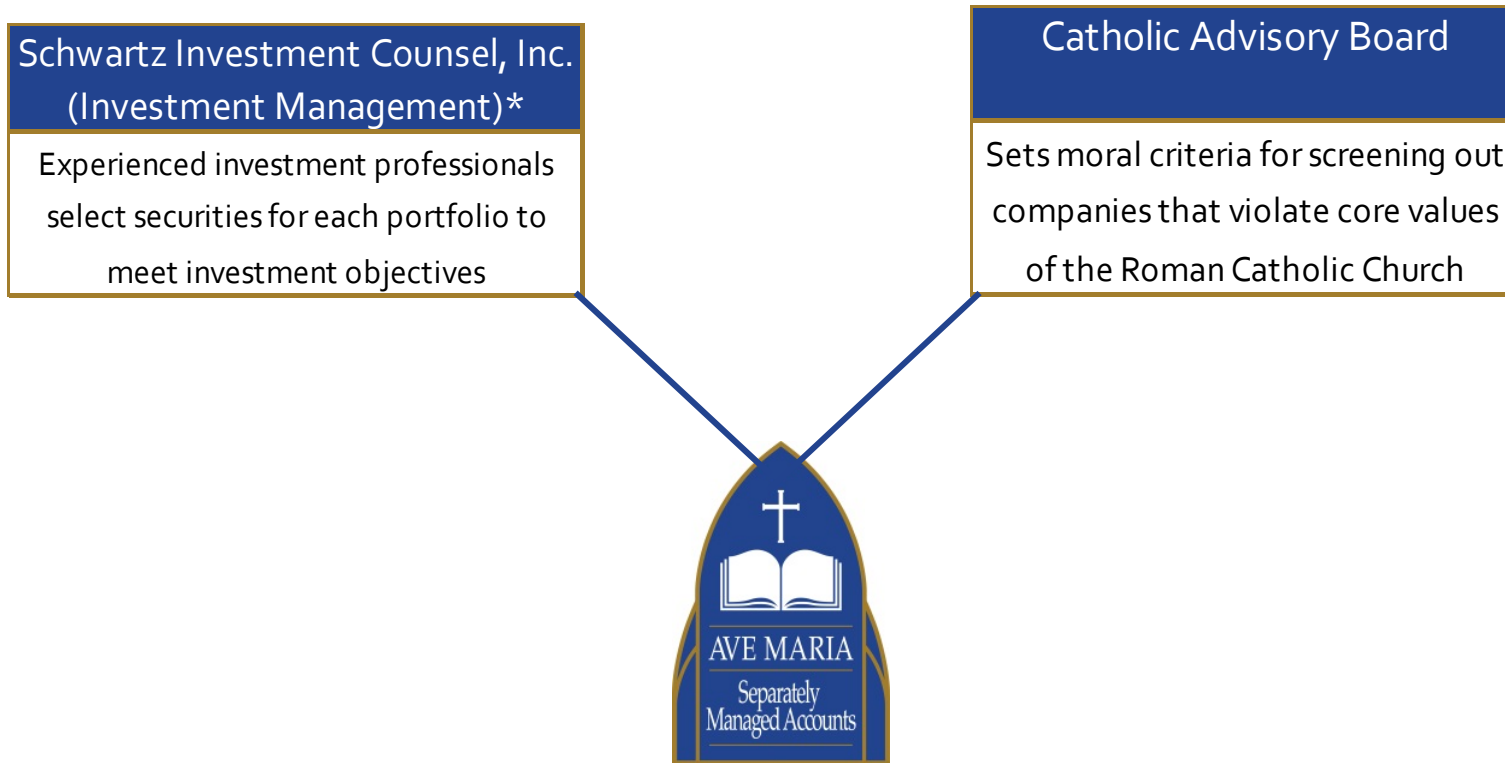 Schwartz Investment Counsel, Inc.
(Investment Management)*
Experienced investment professionals
select securities for each portfolio to
meet investment objectives
Catholic Advisory Board
Sets moral criteria for screening out
companies that violate core values
of the Roman Catholic Church
AVE MARIA
Separately
Managed Accounts